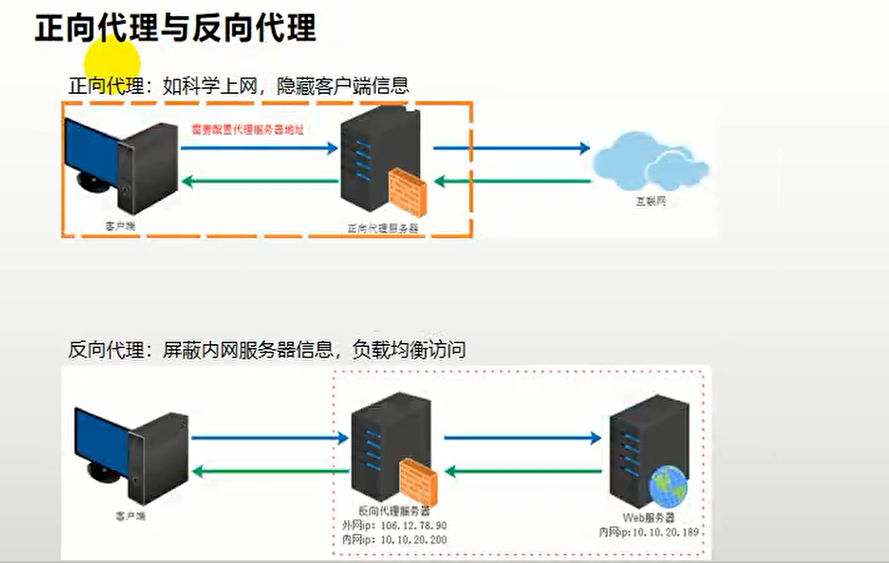 正向代理与反向代理
正向代理：如科学上网，隐藏客户端信息
需要配置代理服务器地址
客户端
正向代理服务器
互联网
反向代理：屏蔽内网服务器信息，负载均衡访问
客户端
反向代理服务器
外网ip: 106.12.78.90
内网ip: 10.10.20.200
Web服务器
内网ip:10.10.20.189